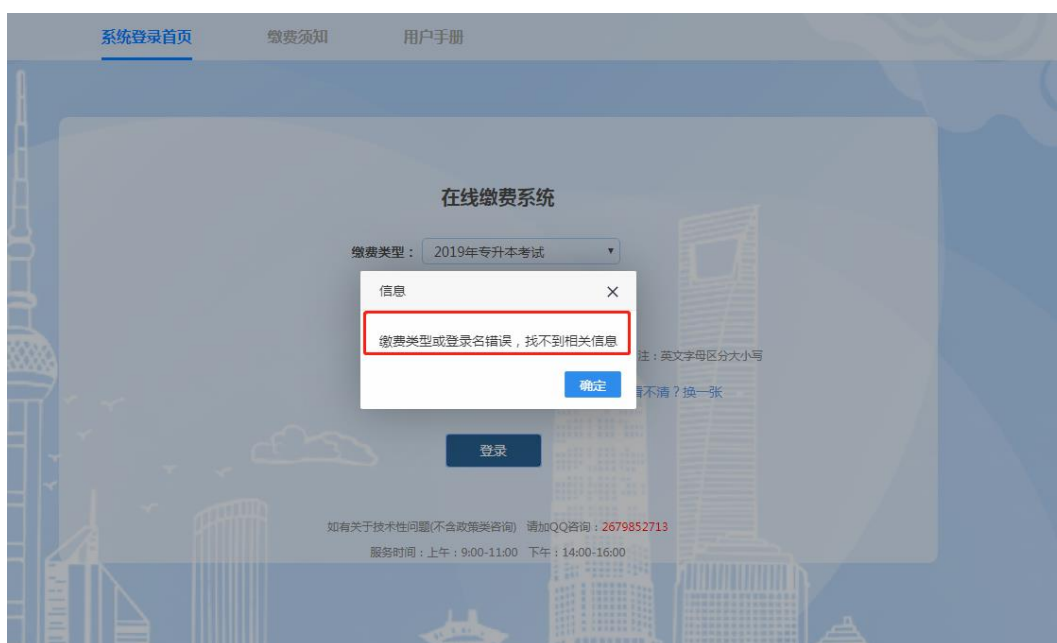 系统登录首页 缴费须知 用户手册
在线缴费系统
缴费类型： 2019年专升本考试
信息
缴费类型或登录名错误，找不到相关信息
注：英文字母区分大小写
确定
看不清？换一张
登录
如有关于技术性问题(不含政策类咨询) 请加QQ咨询：2679852713
服务时间：上午：9:00-11:00 下午：14:00-16:00